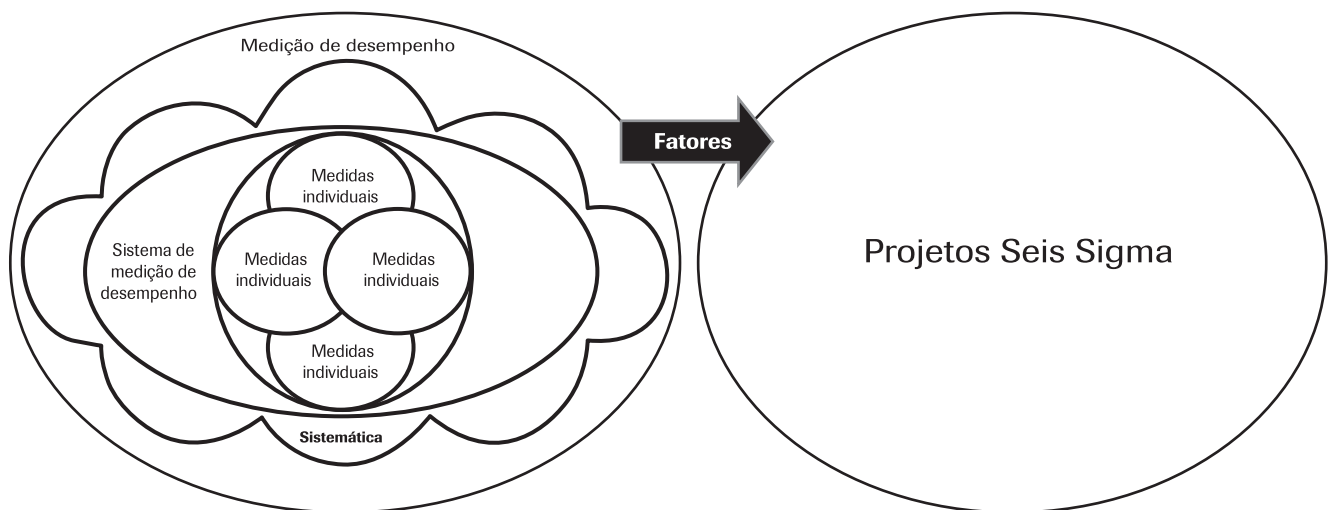 Medição de desempenho
Fatores
Medidas
individuais
Sistema de
medição de
desempenho
Medidas
individuais
Medidas
individuais
Medidas
individuais
Sistemática
Projetos Seis Sigma